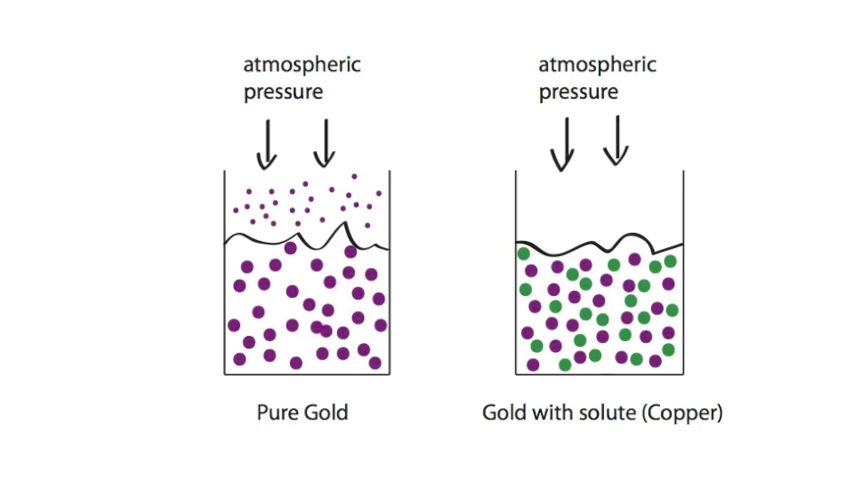 atmospheric
pressure
atmospheric
pressure
Pure Gold
Gold with solute (Copper)